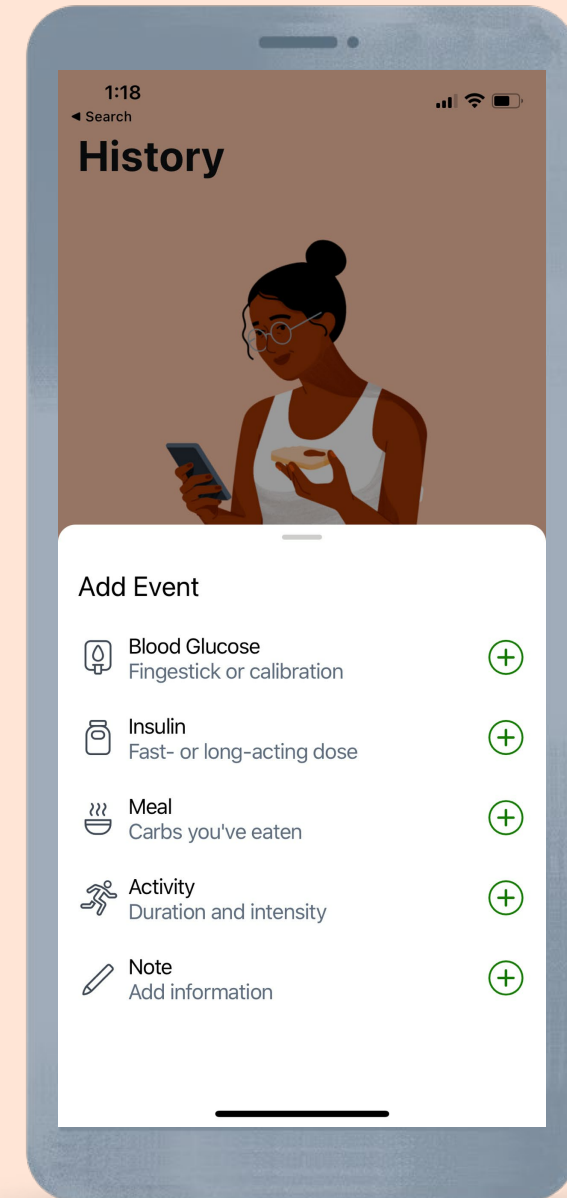 1:18
◀ Search
History
Add Event
Blood Glucose
Fingestick or calibration
Insulin
Fast- or long-acting dose
Meal
Carbs you've eaten
Activity
Duration and intensity
Note
Add information